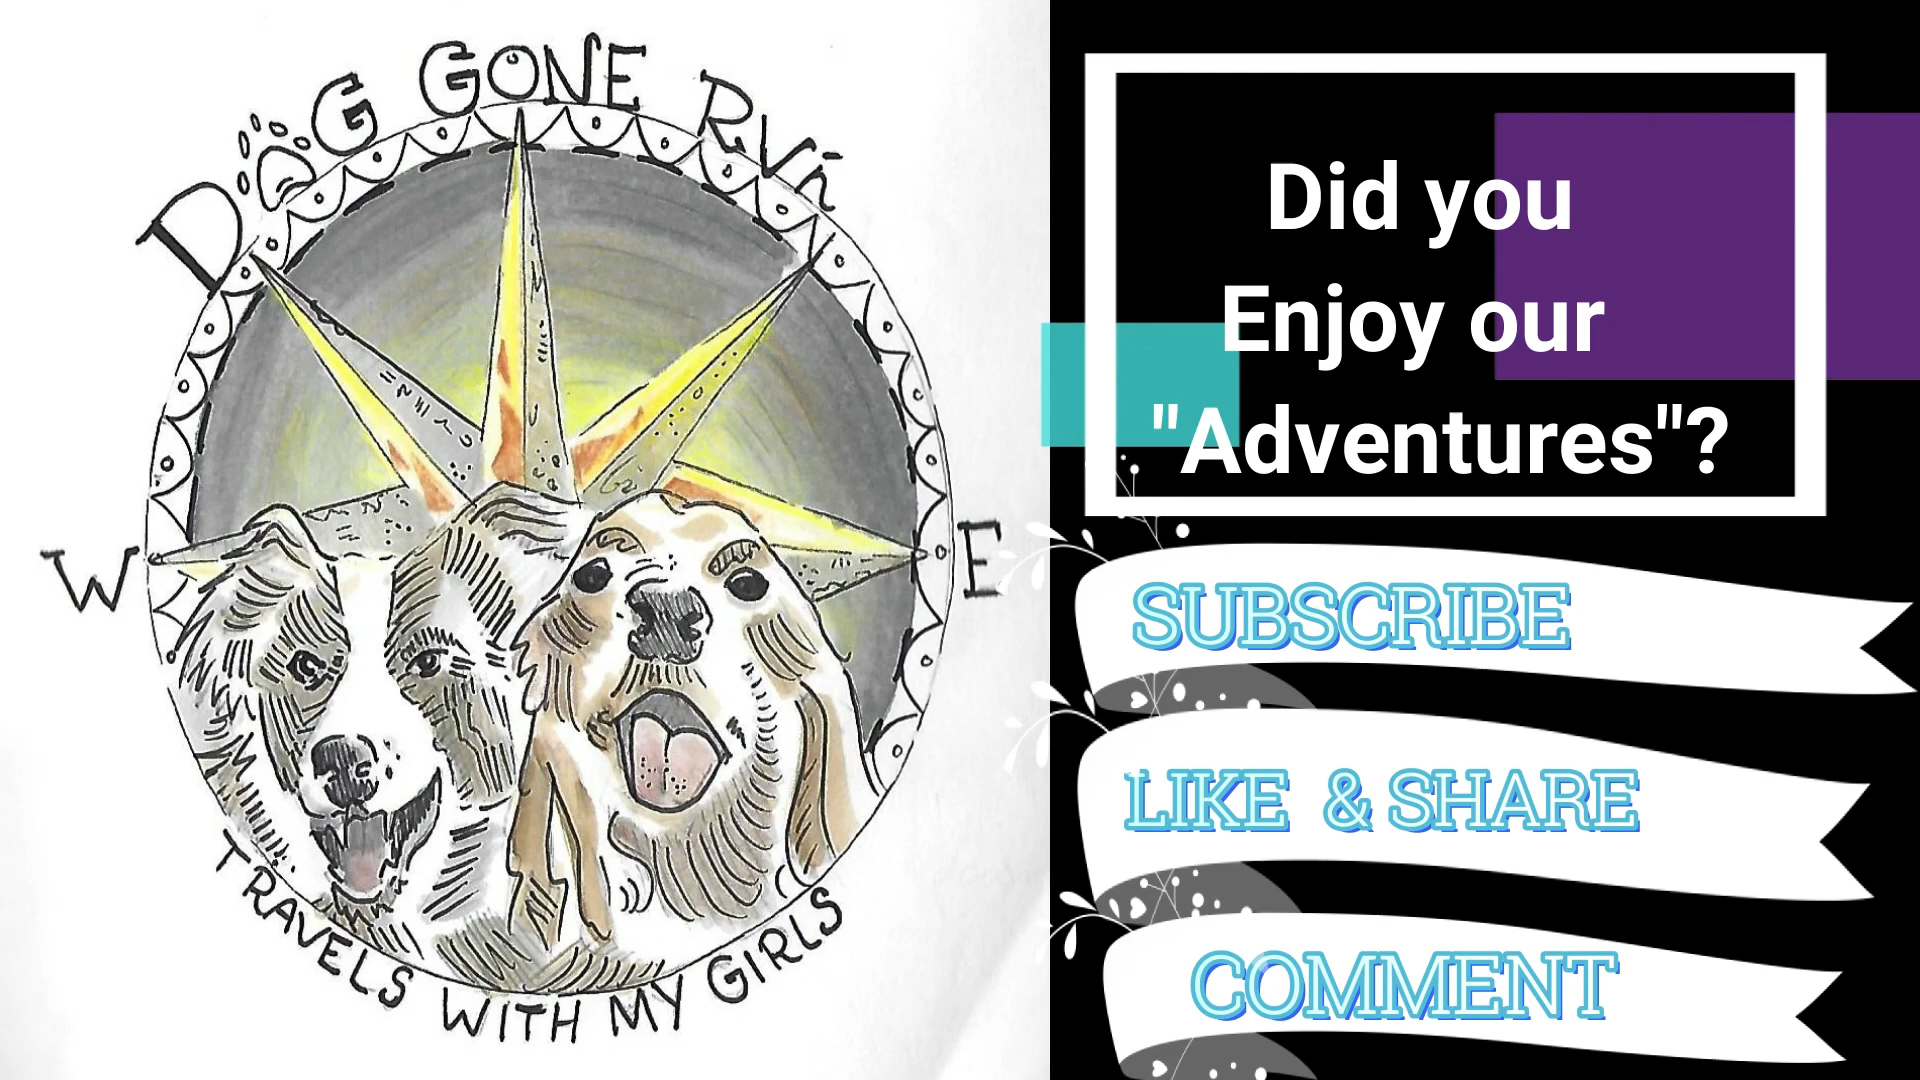 DOG GONE RVn
W
E
TRAVELS WITH MY GIRLS
Did you
Enjoy our
"Adventures"?
SUBSCRIBE
LIKE & SHARE
COMMENT